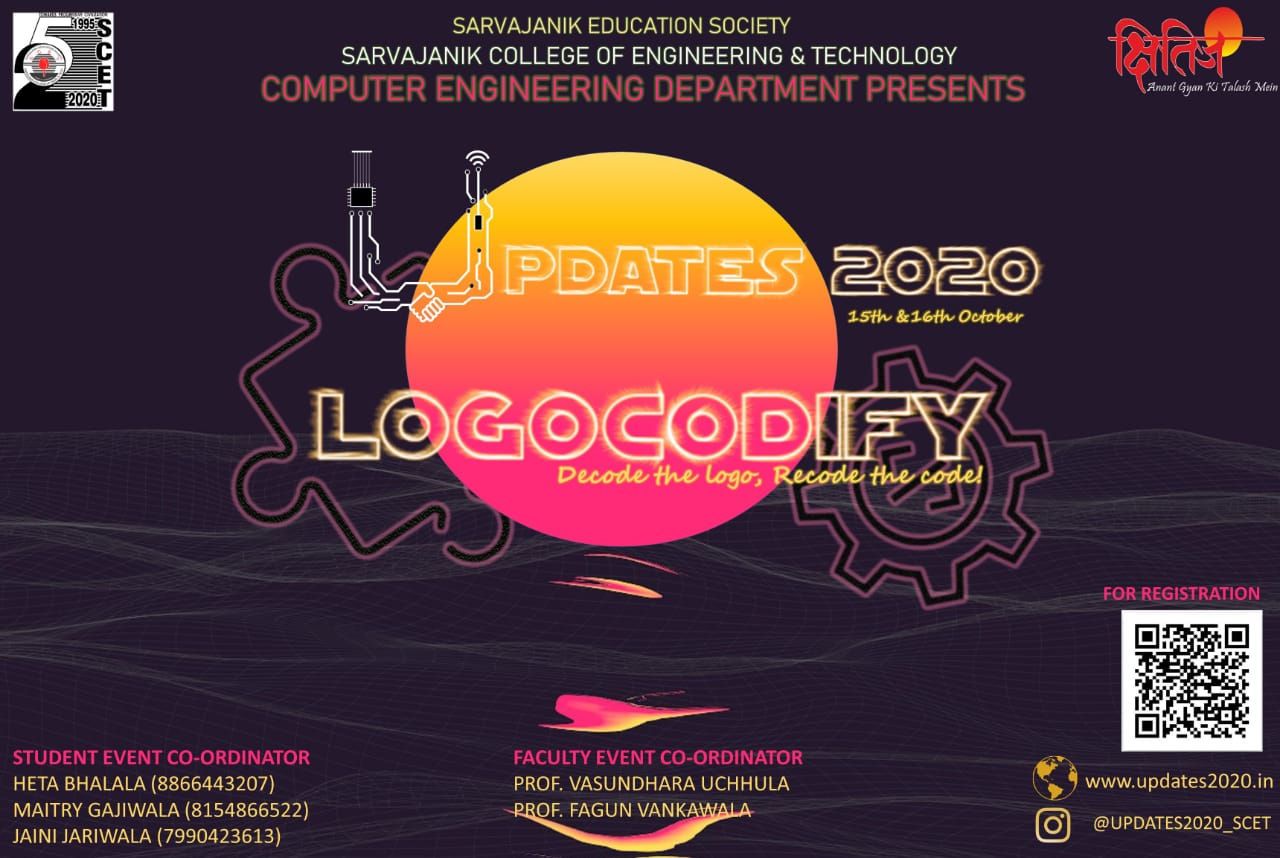 1995
SCET
2020
SARVAJANIK EDUCATION SOCIETY
SARVAJANIK COLLEGE OF ENGINEERING & TECHNOLOGY
COMPUTER ENGINEERING DEPARTMENT PRESENTS
क्षितिज
Anant Gyan Ki Talash Mein
UPDATES 2020
15th & 16th October
LOGOCODIFY
Decode the logo, Recode the code!
FOR REGISTRATION
STUDENT EVENT CO-ORDINATOR
HETA BHALALA (8866443207)
MAITRY GAJIWALA (8154866522)
JAINI JARIWALA (7990423613)
FACULTY EVENT CO-ORDINATOR
PROF. VASUNDHARA UCHHULA
PROF. FAGUN VANKAWALA
www.updates2020.in
@UPDATES2020_SCET